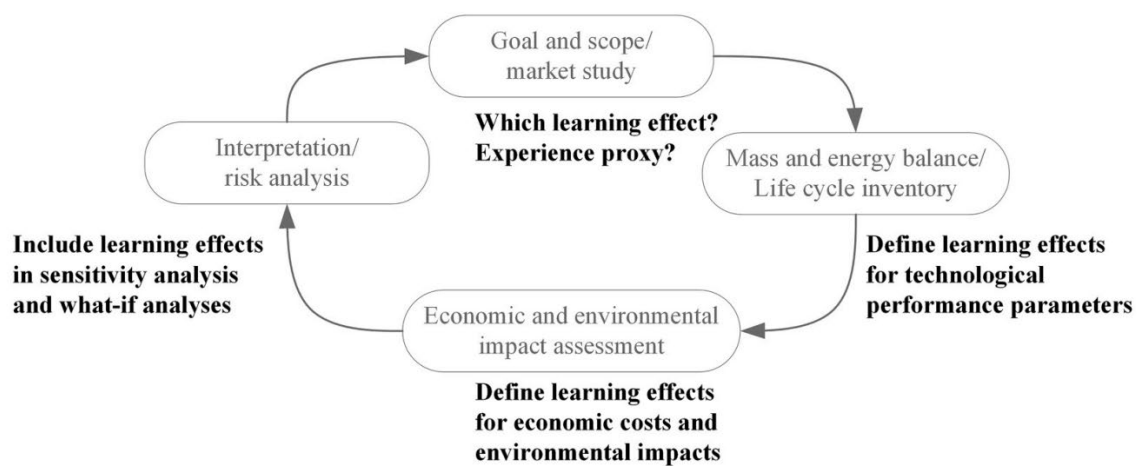 Goal and scope/
market study
Which learning effect?
Experience proxy?
Mass and energy balance/
Life cycle inventory
Define learning effects
for technological
performance parameters
Economic and environmental
impact assessment
Define learning effects
for economic costs and
environmental impacts
Interpretation/
risk analysis
Include learning effects
in sensitivity analysis
and what-if analyses